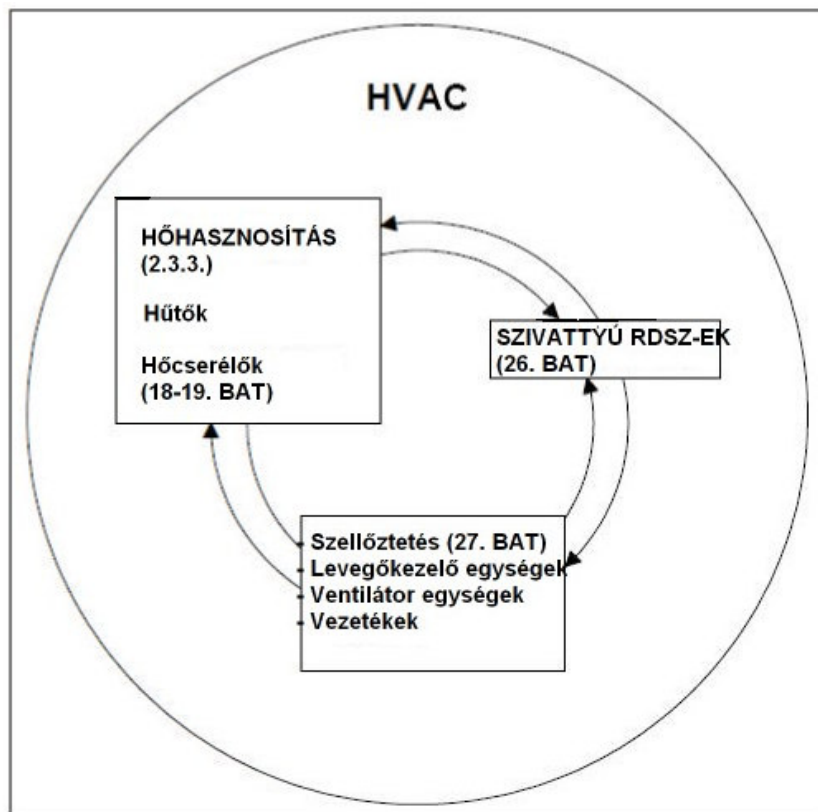 HVAC
HŐHASZNOSÍTÁS
(2.3.3.)
Hűtők
Hőcserélők
(18-19. BAT)
SZIVATTYÚ RDSZ-EK
(26. BAT)
- Szellőztetés (27. BAT)
- Levegőkezelő egységek
- Ventilátor egységek
- Vezetékek